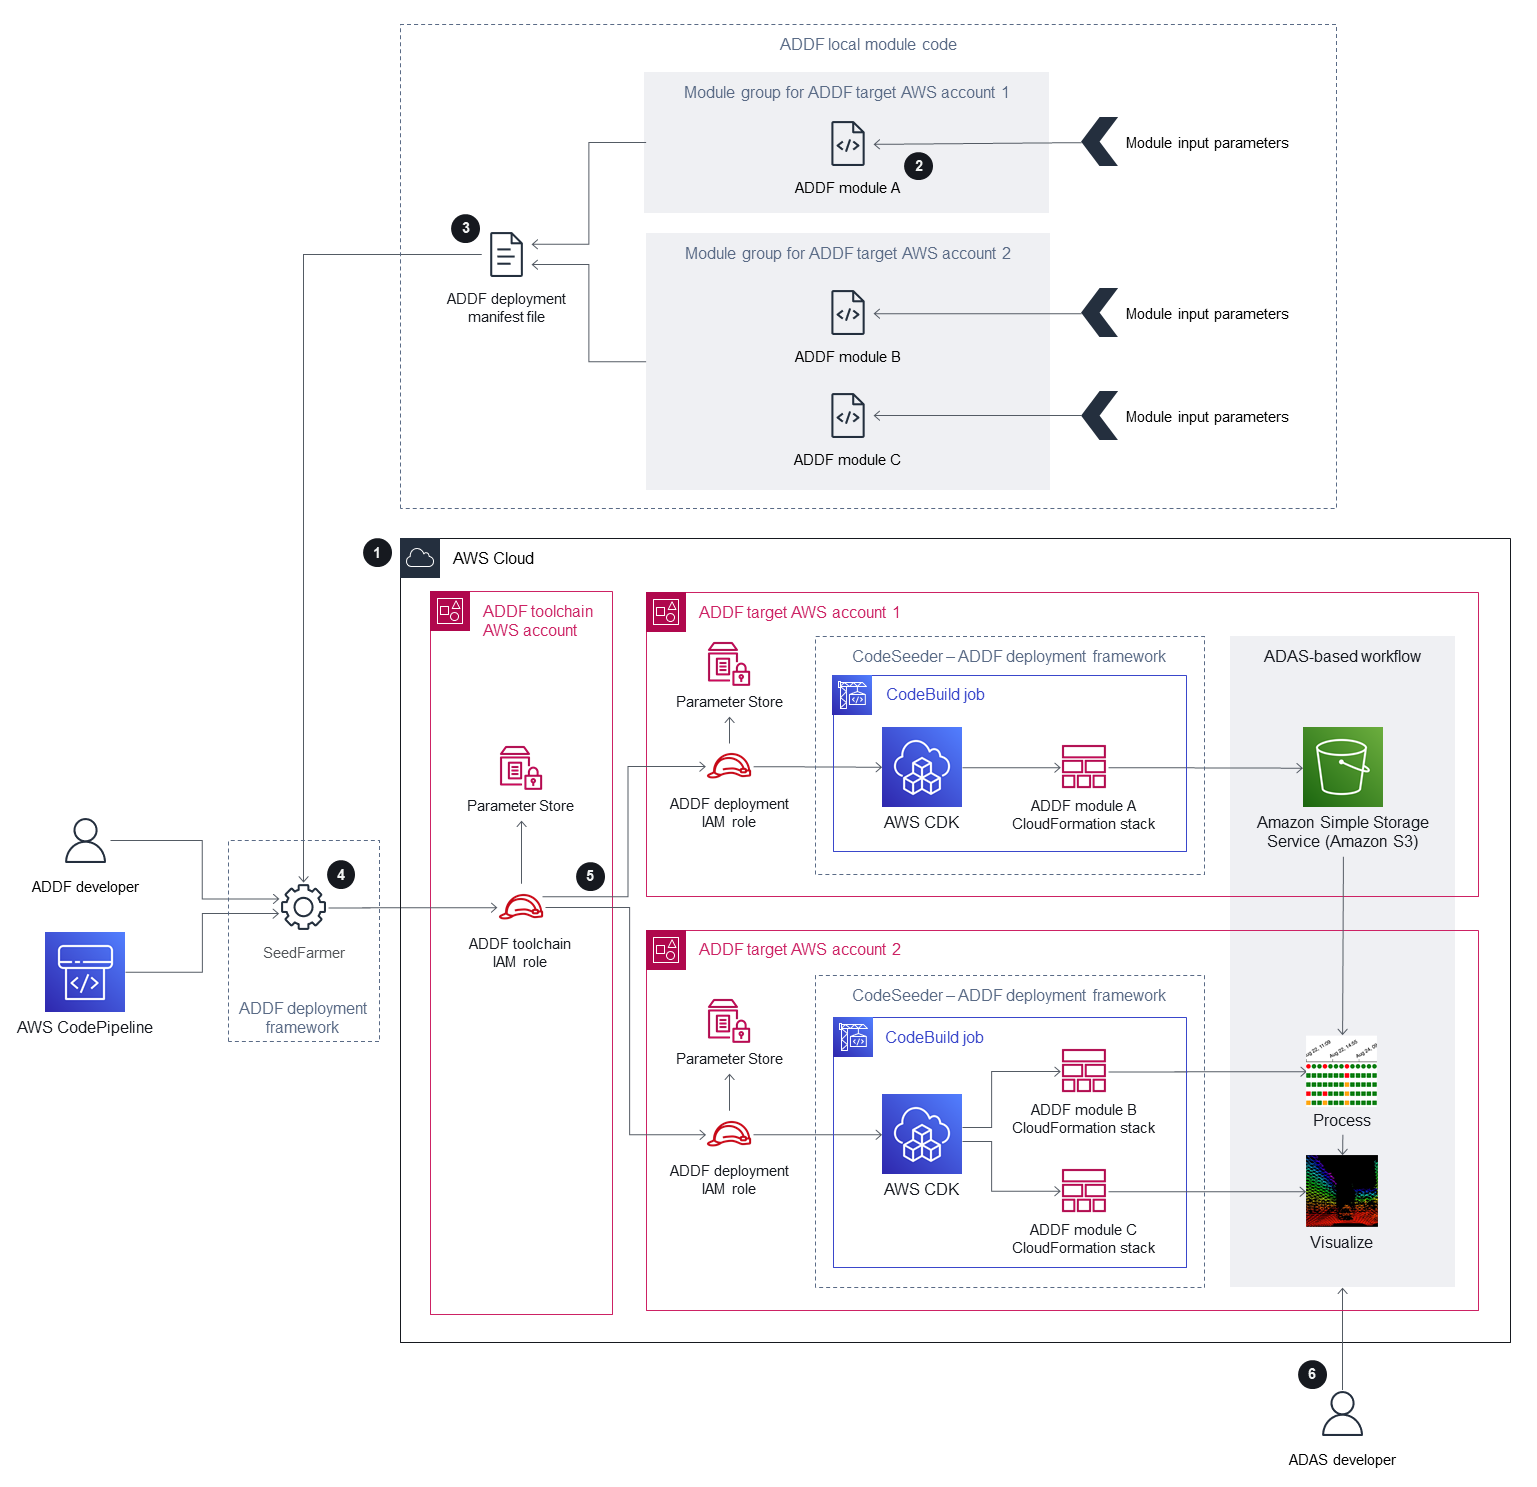 ADDF local module code
Module group for ADDF target AWS account 1
Module input parameters
2
ADDF module A
3
Module group for ADDF target AWS account 2
ADDF deployment
manifest file
Module input parameters
ADDF module B
Module input parameters
ADDF module C
1
AWS Cloud
ADDF toolchain
AWS account
ADDF target AWS account 1
CodeSeeder – ADDF deployment framework
ADAS-based workflow
CodeBuild job
Parameter Store
Parameter Store
ADDF deployment
IAM role
AWS CDK
ADDF module A
CloudFormation stack
Amazon Simple Storage
Service (Amazon S3)
ADDF developer
4
5
SeedFarmer
ADDF toolchain
IAM role
ADDF target AWS account 2
AWS CodePipeline
ADDF deployment
framework
CodeSeeder – ADDF deployment framework
CodeBuild job
Parameter Store
Aug 22, 14:55
ADDF module B
CloudFormation stack
Process
ADDF deployment
IAM role
AWS CDK
ADDF module C
CloudFormation stack
Visualize
6
ADAS developer